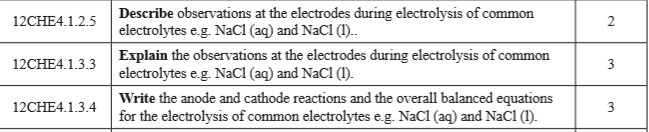 12CHE4.1.2.5 Describe observations at the electrodes during electrolysis of common 2
electrolytes e.g. NaCl (aq) and NaCl (l)..
12CHE4.1.3.3 Explain the observations at the electrodes during electrolysis of common 3
electrolytes e.g. NaCl (aq) and NaCl (l).
12CHE4.1.3.4 Write the anode and cathode reactions and the overall balanced equations 3
for the electrolysis of common electrolytes e.g. NaCl (aq) and NaCl (l).